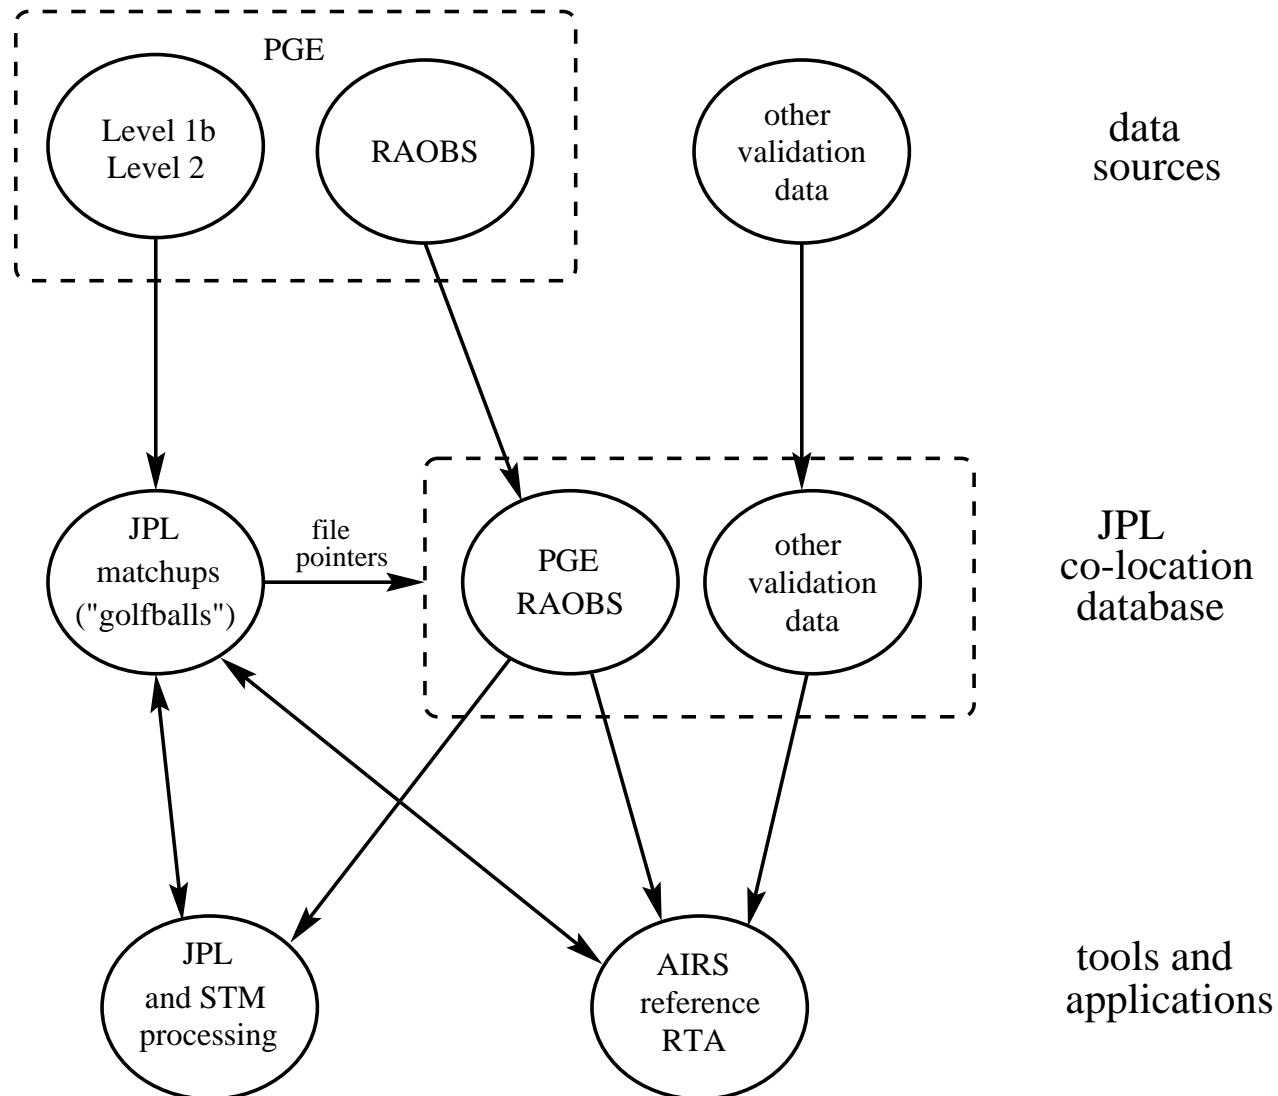 PGE
Level 1b
Level 2
RAOBS
other
validation
data
data
sources
JPL
matchups
("golfballs")
file
pointers
PGE
RAOBS
other
validation
data
JPL
co-location
database
JPL
and STM
processing
AIRS
reference
RTA
tools and
applications